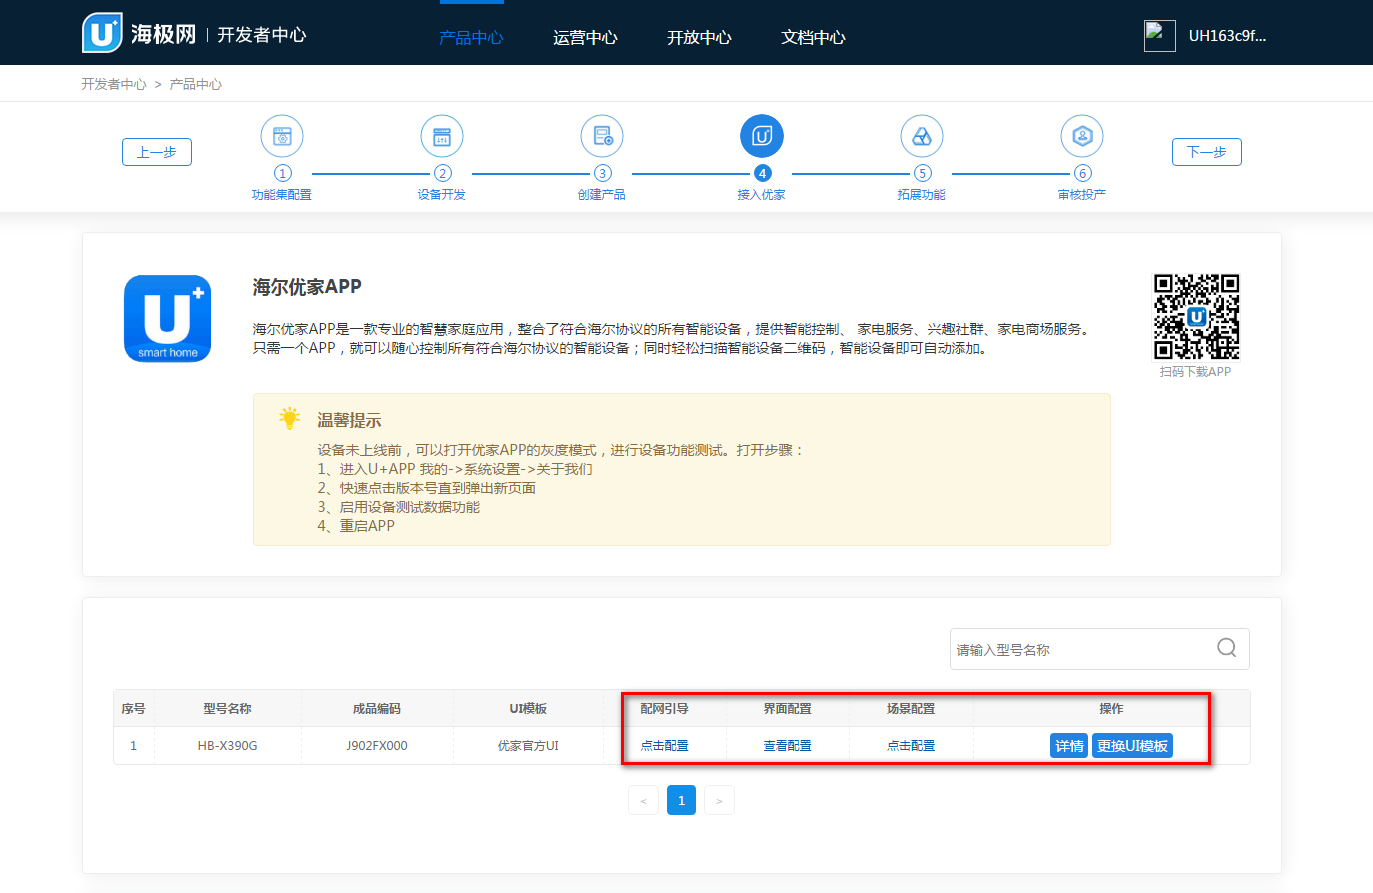 海极网 | 开发者中心
产品中心 运营中心 开放中心 文档中心
UH163c9f...
开发者中心 > 产品中心
上一步
1 2 3 4 5 6
功能集配置 设备开发 创建产品 接入优家 拓展功能 审核投产
下一步
U+
smart home
海尔优家APP
海尔优家APP是一款专业的智慧家庭应用，整合了符合海尔协议的所有智能设备，提供智能控制、 家电服务、兴趣社群、家电商场服务。
只需一个APP，就可以随心控制所有符合海尔协议的智能设备；同时轻松扫描智能设备二维码，智能设备即可自动添加。
扫码下载APP
温馨提示
设备未上线前，可以打开优家APP的灰度模式，进行设备功能测试。打开步骤：
1、进入U+APP 我的->系统设置->关于我们
2、快速点击版本号直到弹出新页面
3、启用设备测试数据功能
4、重启APP
请输入型号名称
序号 型号名称 成品编码 UI模板 配网引导 界面配置 场景配置 操作
1 HB-X390G J902FX000 优家官方UI 点击配置 查看配置 点击配置 详情 更换UI模板
< 1 >